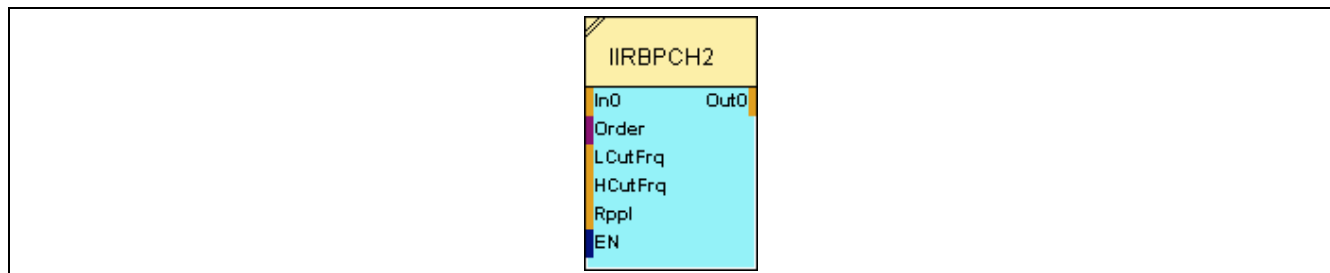 IIRBPCH2
In0 Out0
Order
LCutFrq
HCutFrq
Rppl
EN